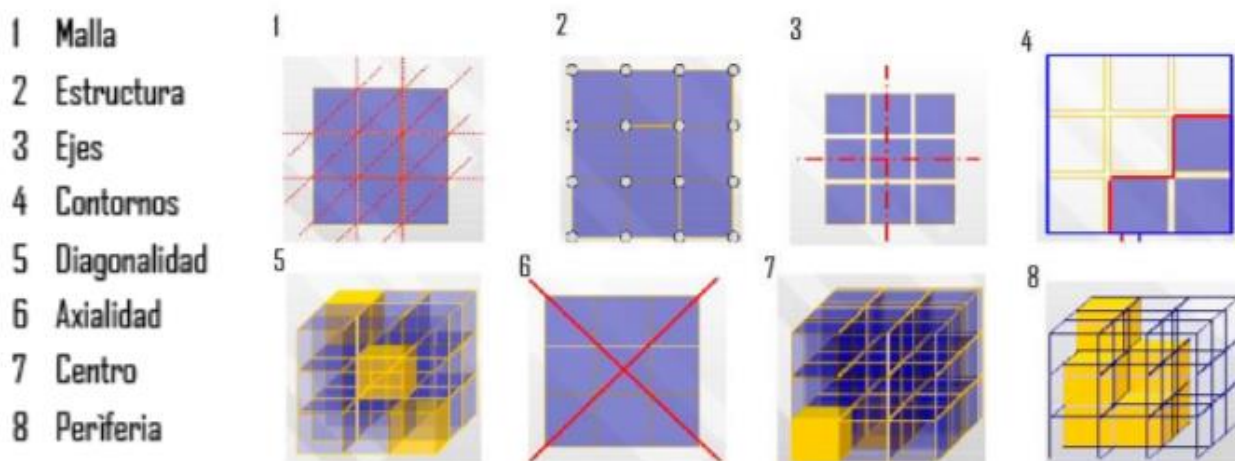 1 Malla
2 Estructura
3 Ejes
4 Contornos
5 Diagonalidad
6 Axialidad
7 Centro
8 Periferia
1
2
3
4
5
6
7
8